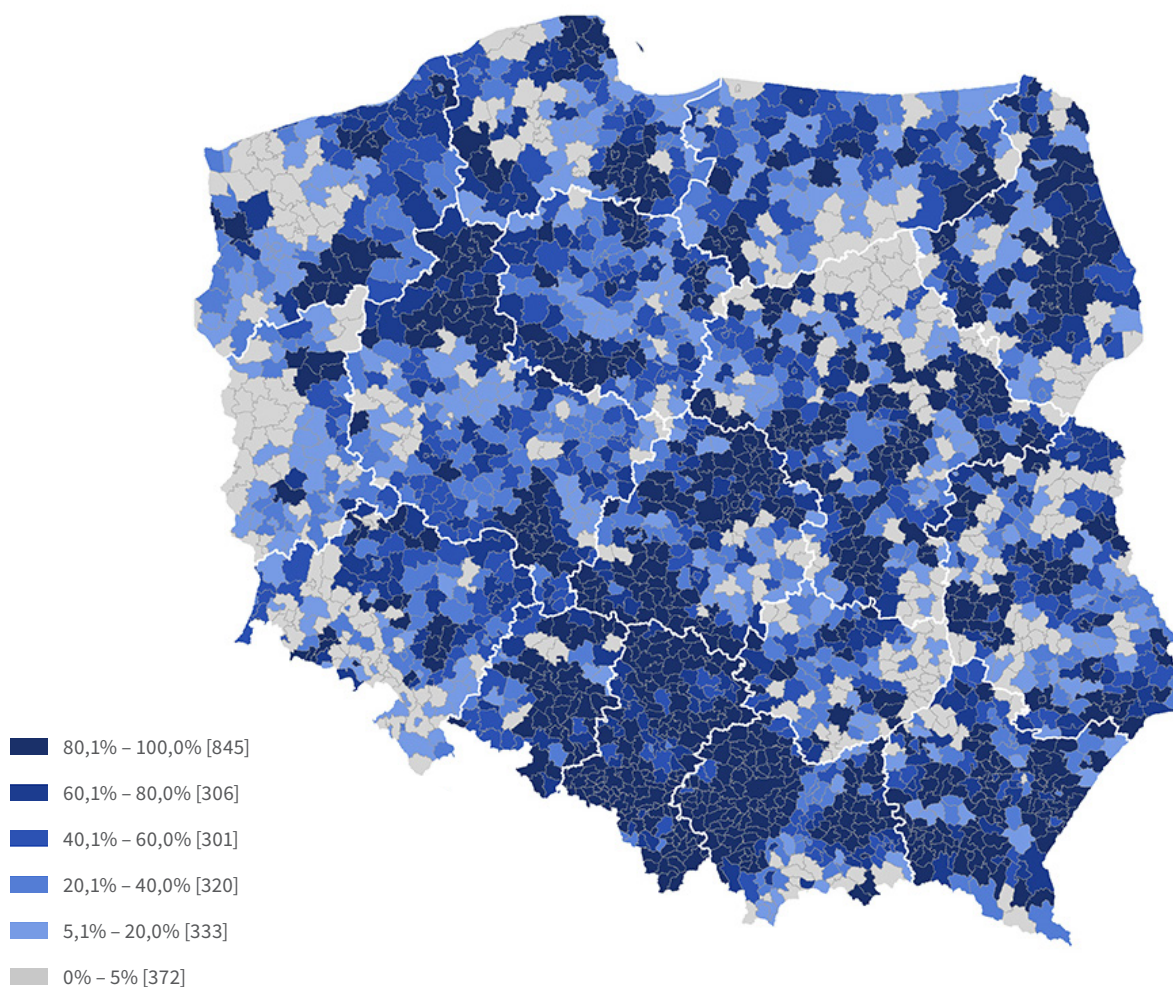 80,1% – 100,0% [845]
60,1% – 80,0% [306]
40,1% – 60,0% [301]
20,1% – 40,0% [320]
5,1% – 20,0% [333]
0% – 5% [372]